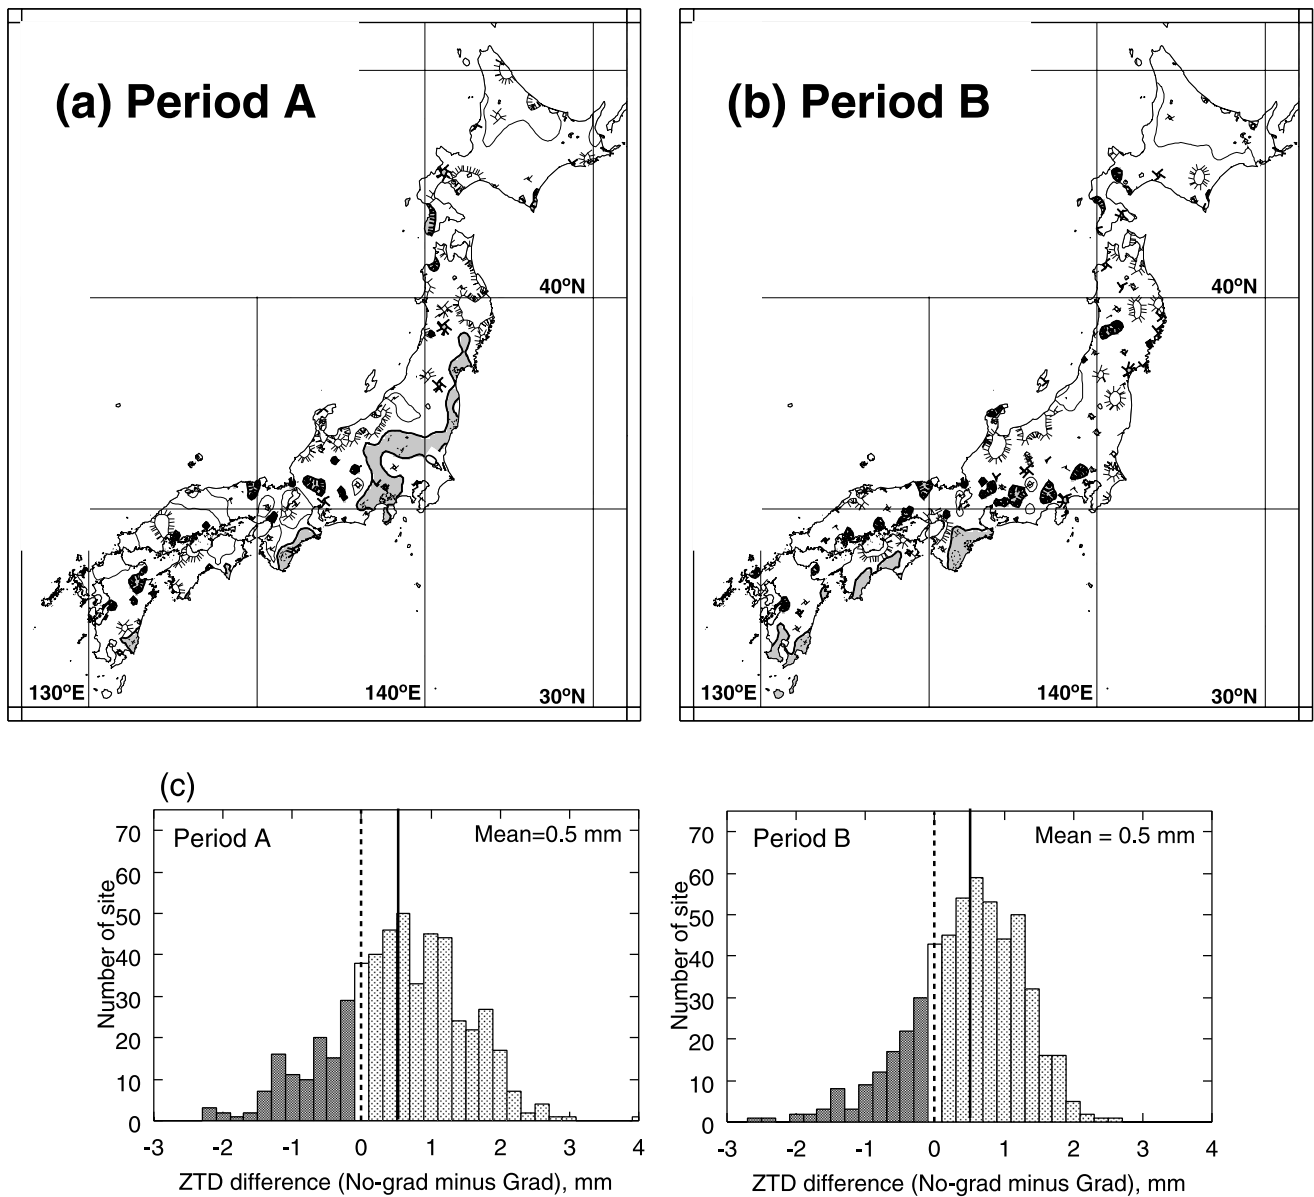 (a) Period A
40ºN
130ºE
140ºE
30ºN
(b) Period B
40ºN
130ºE
140ºE
30ºN
(c)
Period A
Mean=0.5 mm
Number of site
70
60
50
40
30
20
10
0
-3 -2 -1 0 1 2 3 4
ZTD difference (No-grad minus Grad), mm
Period B
Mean = 0.5 mm
Number of site
70
60
50
40
30
20
10
0
-3 -2 -1 0 1 2 3 4
ZTD difference (No-grad minus Grad), mm